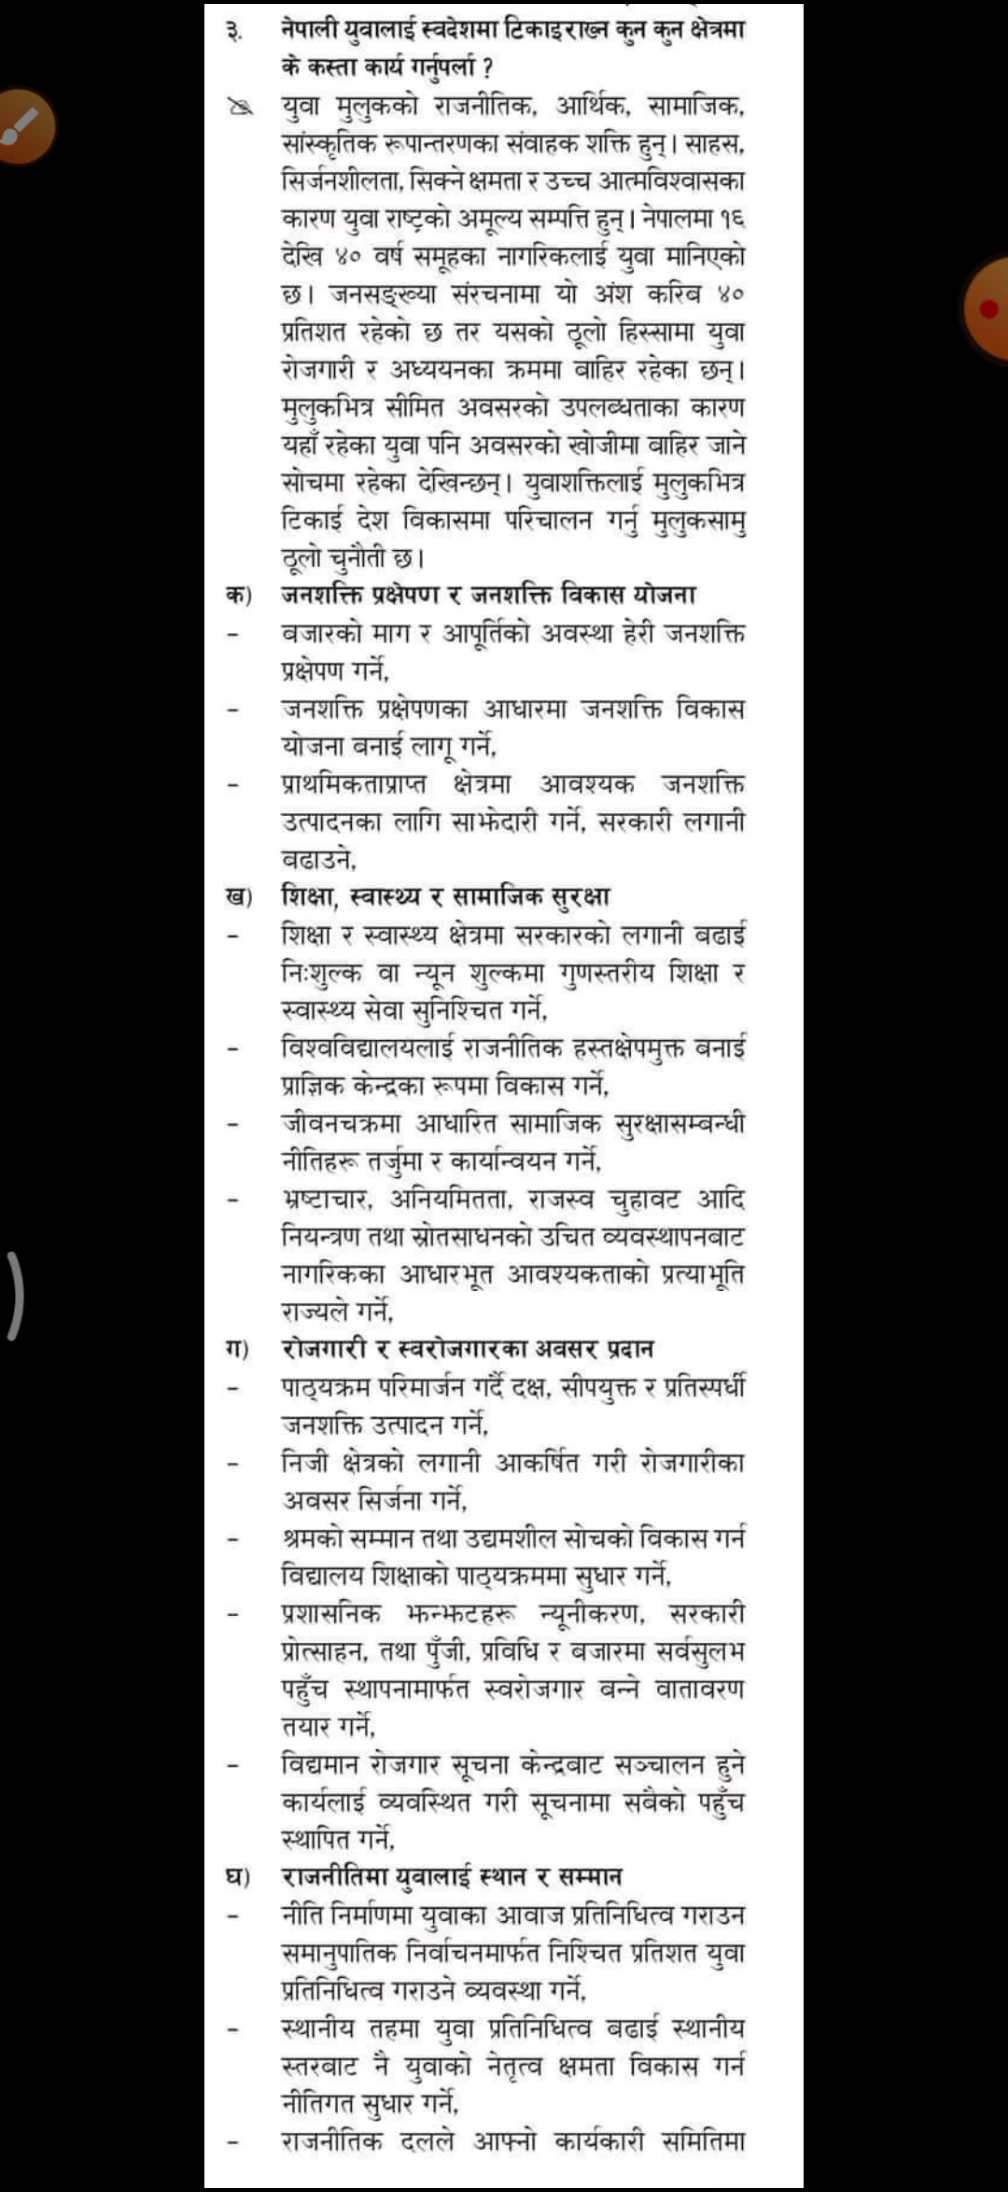 ३. नेपाली युवालाई स्वदेशमा टिकाइराख्न कुन कुन क्षेत्रमा
के कस्ता कार्य गर्नुपर्ला ?
युवा मुलुकको राजनीतिक, आर्थिक, सामाजिक,
सांस्कृतिक रूपान्तरणका संवाहक शक्ति हुन्। साहस,
सिर्जनशीलता, सिक्ने क्षमता र उच्च आत्मविश्वासका
कारण युवा राष्ट्रको अमूल्य सम्पत्ति हुन्। नेपालमा १६
देखि ४० वर्ष समूहका नागरिकलाई युवा मानिएको
छ। जनसङ्ख्या संरचनामा यो अंश करिब ४०
प्रतिशत रहेको छ तर यसको ठूलो हिस्सामा युवा
रोजगारी र अध्ययनका क्रममा बाहिर रहेका छन्।
मुलुकभित्र सीमित अवसरको उपलब्धताका कारण
यहाँ रहेका युवा पनि अवसरको खोजीमा बाहिर जाने
सोचमा रहेका देखिन्छन्। युवाशक्तिलाई मुलुकभित्र
टिकाई देश विकासमा परिचालन गर्नु मुलुकसामु
ठूलो चुनौती छ।
क) जनशक्ति प्रक्षेपण र जनशक्ति विकास योजना
- बजारको माग र आपूर्तिको अवस्था हेरी जनशक्ति
प्रक्षेपण गर्ने,
- जनशक्ति प्रक्षेपणका आधारमा जनशक्ति विकास
योजना बनाई लागू गर्ने,
- प्राथमिकताप्राप्त क्षेत्रमा आवश्यक जनशक्ति
उत्पादनका लागि साझेदारी गर्ने, सरकारी लगानी
बढाउने,
ख) शिक्षा, स्वास्थ्य र सामाजिक सुरक्षा
- शिक्षा र स्वास्थ्य क्षेत्रमा सरकारको लगानी बढाई
निःशुल्क वा न्यून शुल्कमा गुणस्तरीय शिक्षा र
स्वास्थ्य सेवा सुनिश्चित गर्ने,
- विश्वविद्यालयलाई राजनीतिक हस्तक्षेपमुक्त बनाई
प्राज्ञिक केन्द्रका रूपमा विकास गर्ने,
- जीवनचक्रमा आधारित सामाजिक सुरक्षासम्बन्धी
नीतिहरू तर्जुमा र कार्यान्वयन गर्ने,
- भ्रष्टाचार, अनियमितता, राजस्व चुहावट आदि
नियन्त्रण तथा स्रोतसाधनको उचित व्यवस्थापनबाट
नागरिकका आधारभूत आवश्यकताको प्रत्याभूति
राज्यले गर्ने,
ग) रोजगारी र स्वरोजगारका अवसर प्रदान
- पाठ्यक्रम परिमार्जन गर्दै दक्ष, सीपयुक्त र प्रतिस्पर्धी
जनशक्ति उत्पादन गर्ने,
- निजी क्षेत्रको लगानी आकर्षित गरी रोजगारीका
अवसर सिर्जना गर्ने,
- श्रमको सम्मान तथा उद्यमशील सोचको विकास गर्न
विद्यालय शिक्षाको पाठ्यक्रममा सुधार गर्ने,
- प्रशासनिक झन्झटहरू न्यूनीकरण, सरकारी
प्रोत्साहन, तथा पुँजी, प्रविधि र बजारमा सर्वसुलभ
पहुँच स्थापनामार्फत स्वरोजगार बन्ने वातावरण
तयार गर्ने,
- विद्यमान रोजगार सूचना केन्द्रबाट सञ्चालन हुने
कार्यलाई व्यवस्थित गरी सूचनामा सबैको पहुँच
स्थापित गर्ने,
घ) राजनीतिमा युवालाई स्थान र सम्मान
- नीति निर्माणमा युवाका आवाज प्रतिनिधित्व गराउन
समानुपातिक निर्वाचनमार्फत निश्चित प्रतिशत युवा
प्रतिनिधित्व गराउने व्यवस्था गर्ने,
- स्थानीय तहमा युवा प्रतिनिधित्व बढाई स्थानीय
स्तरबाट नै युवाको नेतृत्व क्षमता विकास गर्न
नीतिगत सुधार गर्ने,
- राजनीतिक दलले आफ्नो कार्यकारी समितिमा